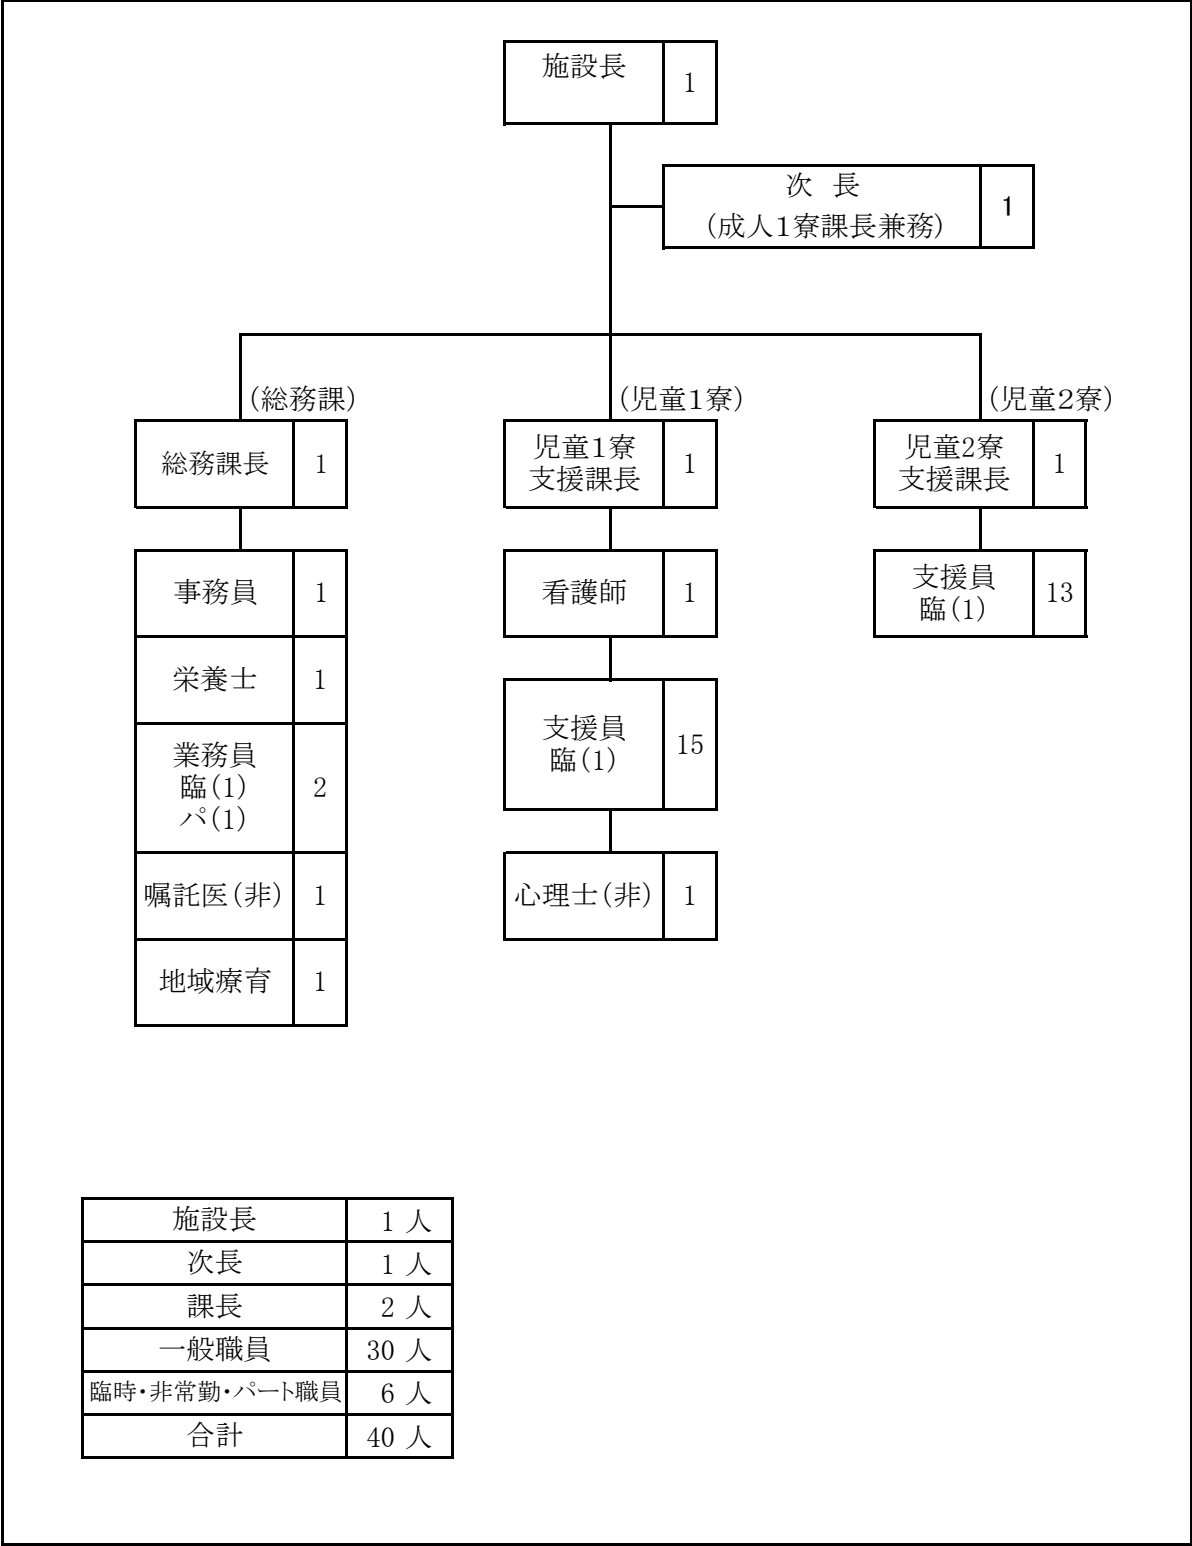 施設長
1
次 長
(成人1寮課長兼務)
1
(総務課)
(児童1寮)
(児童2寮)
総務課長
1
児童1寮
支援課長
1
児童2寮
支援課長
1
事務員
1
栄養士
1
業務員
臨(1)
パ(1)
2
嘱託医(非)
1
地域療育
1
看護師
1
支援員
臨(1)
15
心理士(非)
1
支援員
臨(1)
13
施設長 1 人
次長 1 人
課長 2 人
一般職員 30 人
臨時・非常勤・パート職員 6 人
合計 40 人